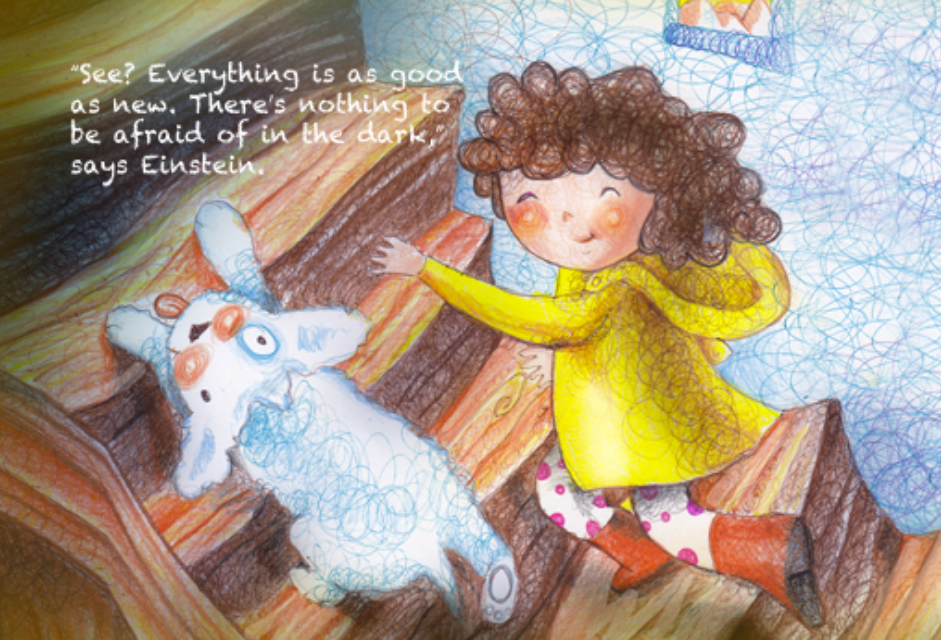 "See? Everything is as good
as new. There's nothing to
be afraid of in the dark,"
says Einstein.